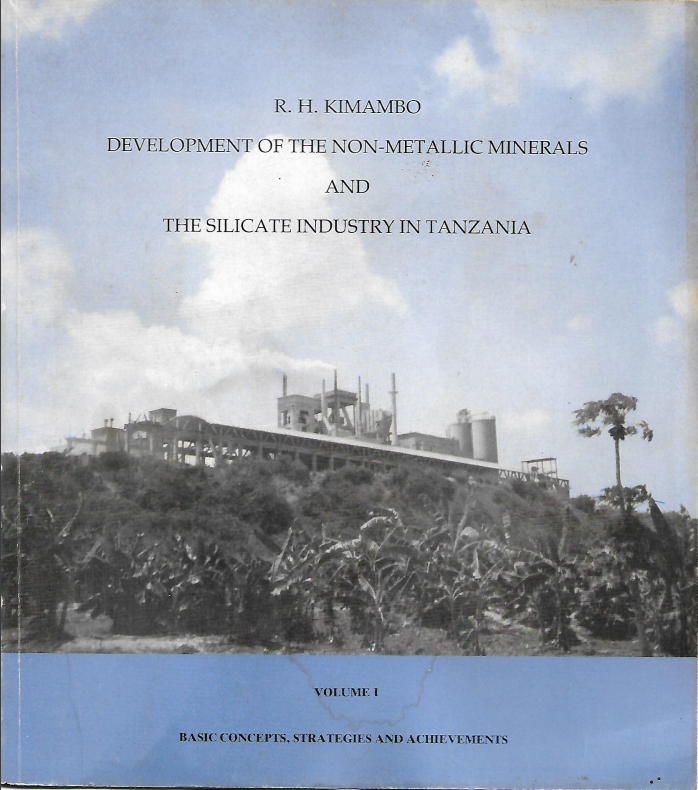 R. H. KIMAMBO
DEVELOPMENT OF THE NON-METALLIC MINERALS
AND
THE SILICATE INDUSTRY IN TANZANIA
VOLUME I
BASIC CONCEPTS, STRATEGIES AND ACHIEVEMENTS